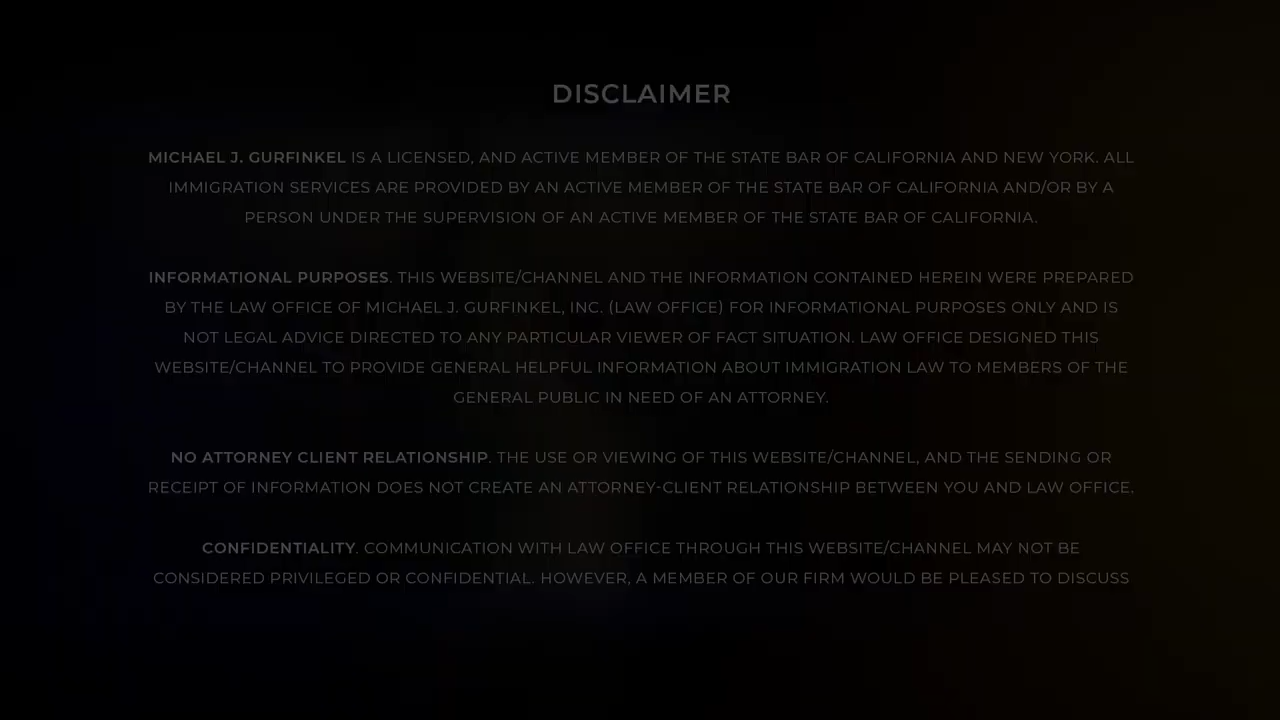 DISCLAIMER
MICHAEL J. GURFINKEL IS A LICENSED, AND ACTIVE MEMBER OF THE STATE BAR OF CALIFORNIA AND NEW YORK. ALL
IMMIGRATION SERVICES ARE PROVIDED BY AN ACTIVE MEMBER OF THE STATE BAR OF CALIFORNIA AND/OR BY A
PERSON UNDER THE SUPERVISION OF AN ACTIVE MEMBER OF THE STATE BAR OF CALIFORNIA.
INFORMATIONAL PURPOSES. THIS WEBSITE/CHANNEL AND THE INFORMATION CONTAINED HEREIN WERE PREPARED
BY THE LAW OFFICE OF MICHAEL J. GURFINKEL, INC. (LAW OFFICE) FOR INFORMATIONAL PURPOSES ONLY AND IS
NOT LEGAL ADVICE DIRECTED TO ANY PARTICULAR VIEWER OF FACT SITUATION. LAW OFFICE DESIGNED THIS
WEBSITE/CHANNEL TO PROVIDE GENERAL HELPFUL INFORMATION ABOUT IMMIGRATION LAW TO MEMBERS OF THE
GENERAL PUBLIC IN NEED OF AN ATTORNEY.
NO ATTORNEY CLIENT RELATIONSHIP. THE USE OR VIEWING OF THIS WEBSITE/CHANNEL, AND THE SENDING OR
RECEIPT OF INFORMATION DOES NOT CREATE AN ATTORNEY-CLIENT RELATIONSHIP BETWEEN YOU AND LAW OFFICE.
CONFIDENTIALITY. COMMUNICATION WITH LAW OFFICE THROUGH THIS WEBSITE/CHANNEL MAY NOT BE
CONSIDERED PRIVILEGED OR CONFIDENTIAL. HOWEVER, A MEMBER OF OUR FIRM WOULD BE PLEASED TO DISCUSS